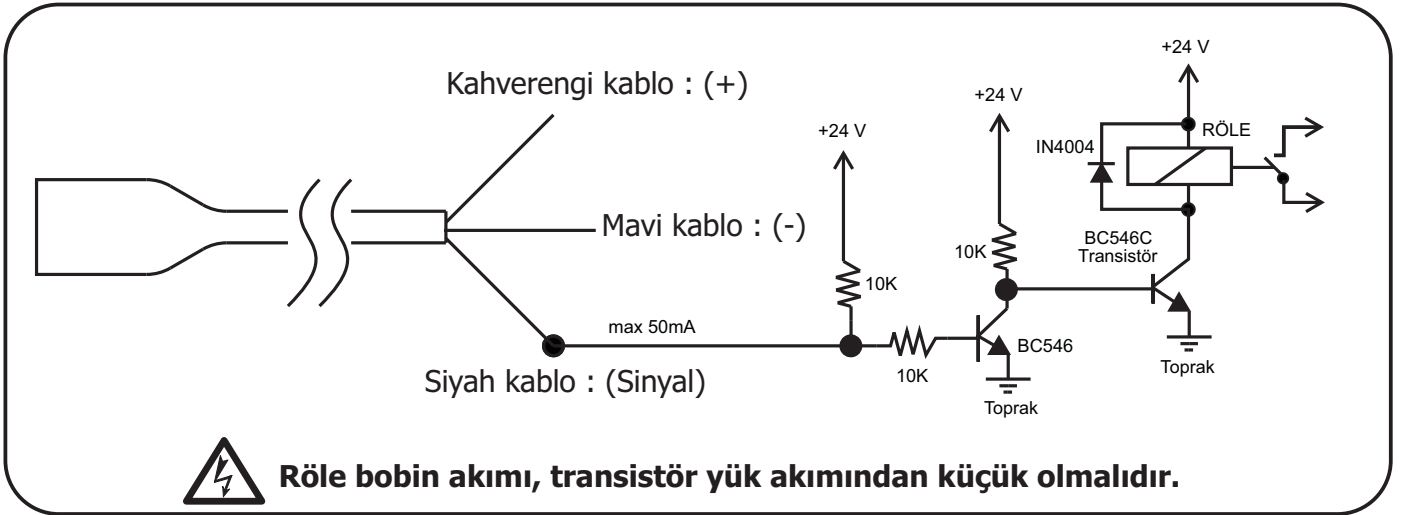 Kahverengi kablo : (+)
Mavi kablo : (-)
Siyah kablo : (Sinyal)
max 50mA
+24 V
10K
10K
+24 V
10K
BC546
Toprak
+24 V
RÖLE
IN4004
BC546C
Transistör
Toprak
Röle bobin akımı, transistör yük akımından küçük olmalıdır.